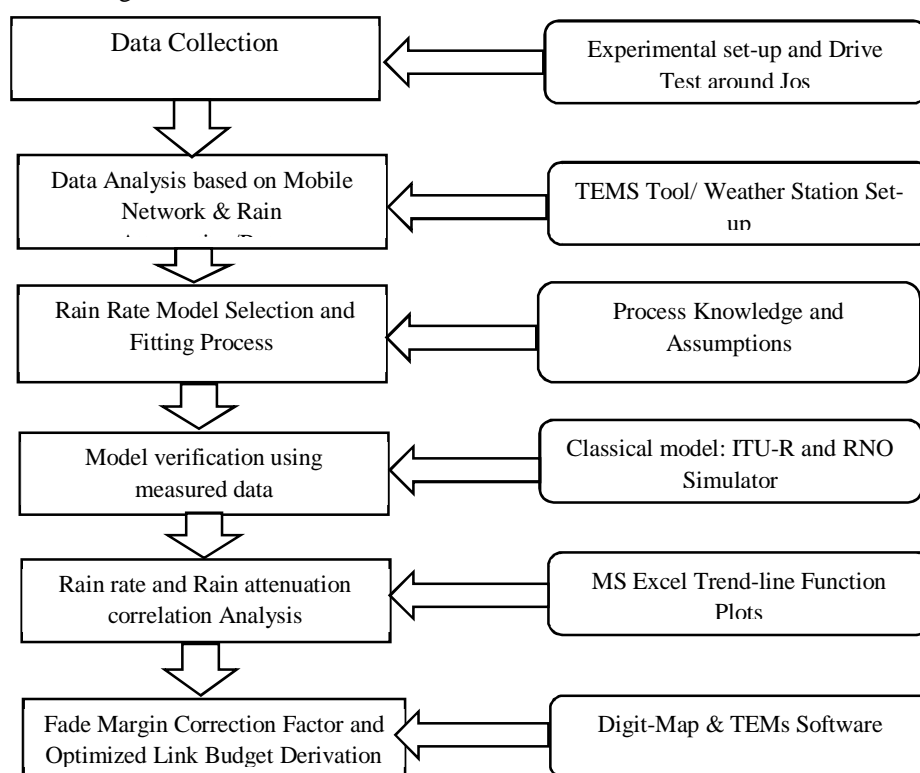 Data Collection
Experimental set-up and Drive
Test around Jos
Data Analysis based on Mobile
Network & Rain
TEMS Tool/ Weather Station Set-
up
Rain Rate Model Selection and
Fitting Process
Process Knowledge and
Assumptions
Model verification using
measured data
Classical model: ITU-R and RNO
Simulator
Rain rate and Rain attenuation
correlation Analysis
MS Excel Trend-line Function
Plots
Fade Margin Correction Factor and
Optimized Link Budget Derivation
Digit-Map & TEMs Software